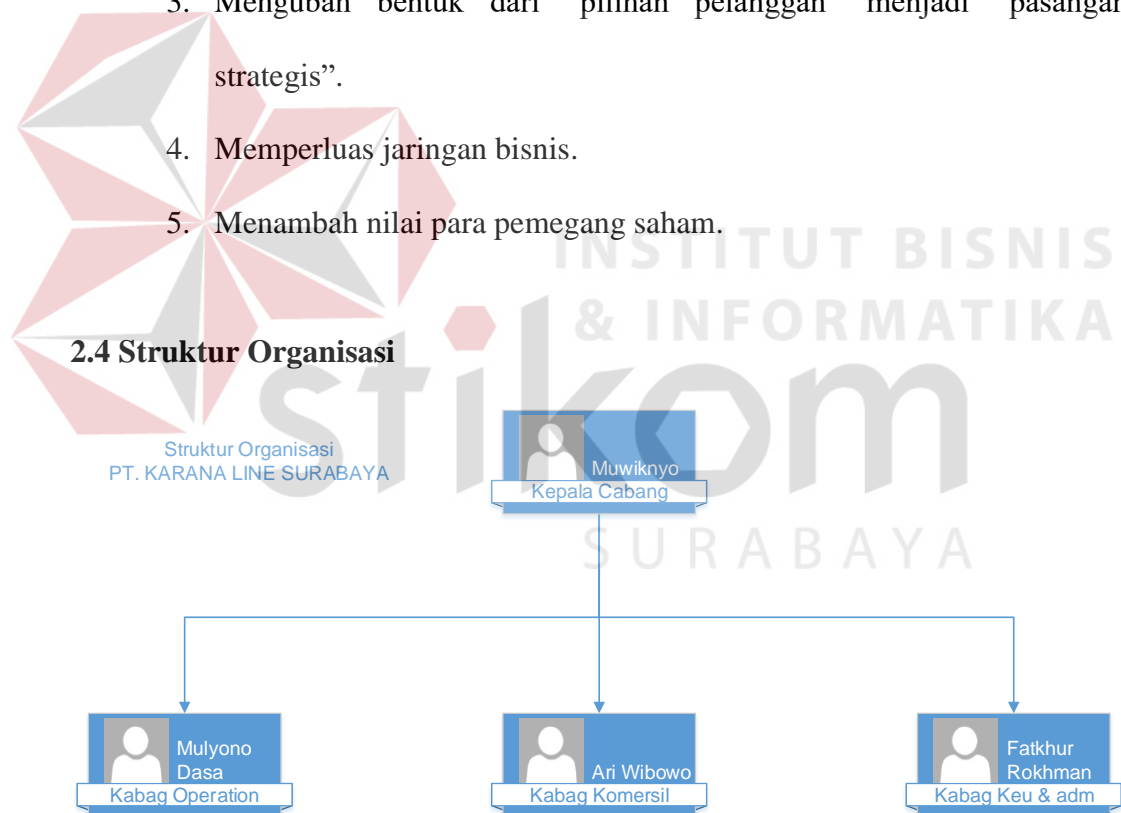 3. Mengubah bentuk dari “pilihan pelanggan” menjadi “pasangan
strategis”.
4. Memperluas jaringan bisnis.
5. Menambah nilai para pemegang saham.
INSTITUT BISNIS
& INFORMATIKA
stikom
SURABAYA
2.4 Struktur Organisasi
Struktur Organisasi
PT. KARANA LINE SURABAYA
Muwiknyo
Kepala Cabang
Mulyono
Dasa
Kabag Operation
Ari Wibowo
Kabag Komersil
Fatkhur
Rokhman
Kabag Keu & adm